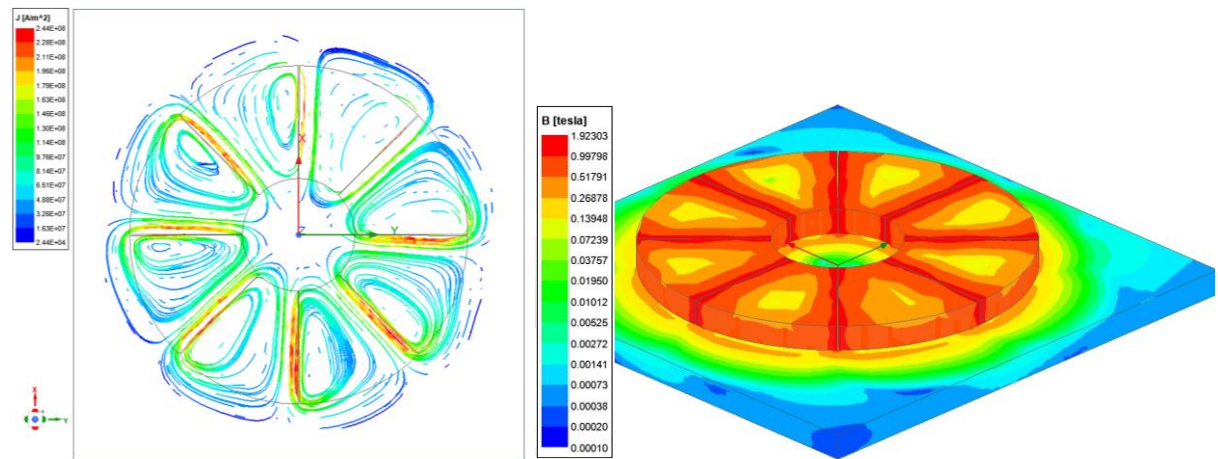 J [A/m^2]
2.44E+08
2.28E+08
2.11E+08
1.79E+08
1.63E+08
1.46E+08
1.30E+08
1.14E+08
9.76E+07
8.14E+07
6.51E+07
4.88E+07
3.26E+07
1.63E+07
2.44E+04
X
Z
Y
X
Y
B [tesla]
1.92303
0.99798
0.51791
0.26878
0.13948
0.07239
0.03757
0.01950
0.01012
0.00525
0.00272
0.00141
0.00073
0.00038
0.00020
0.00010